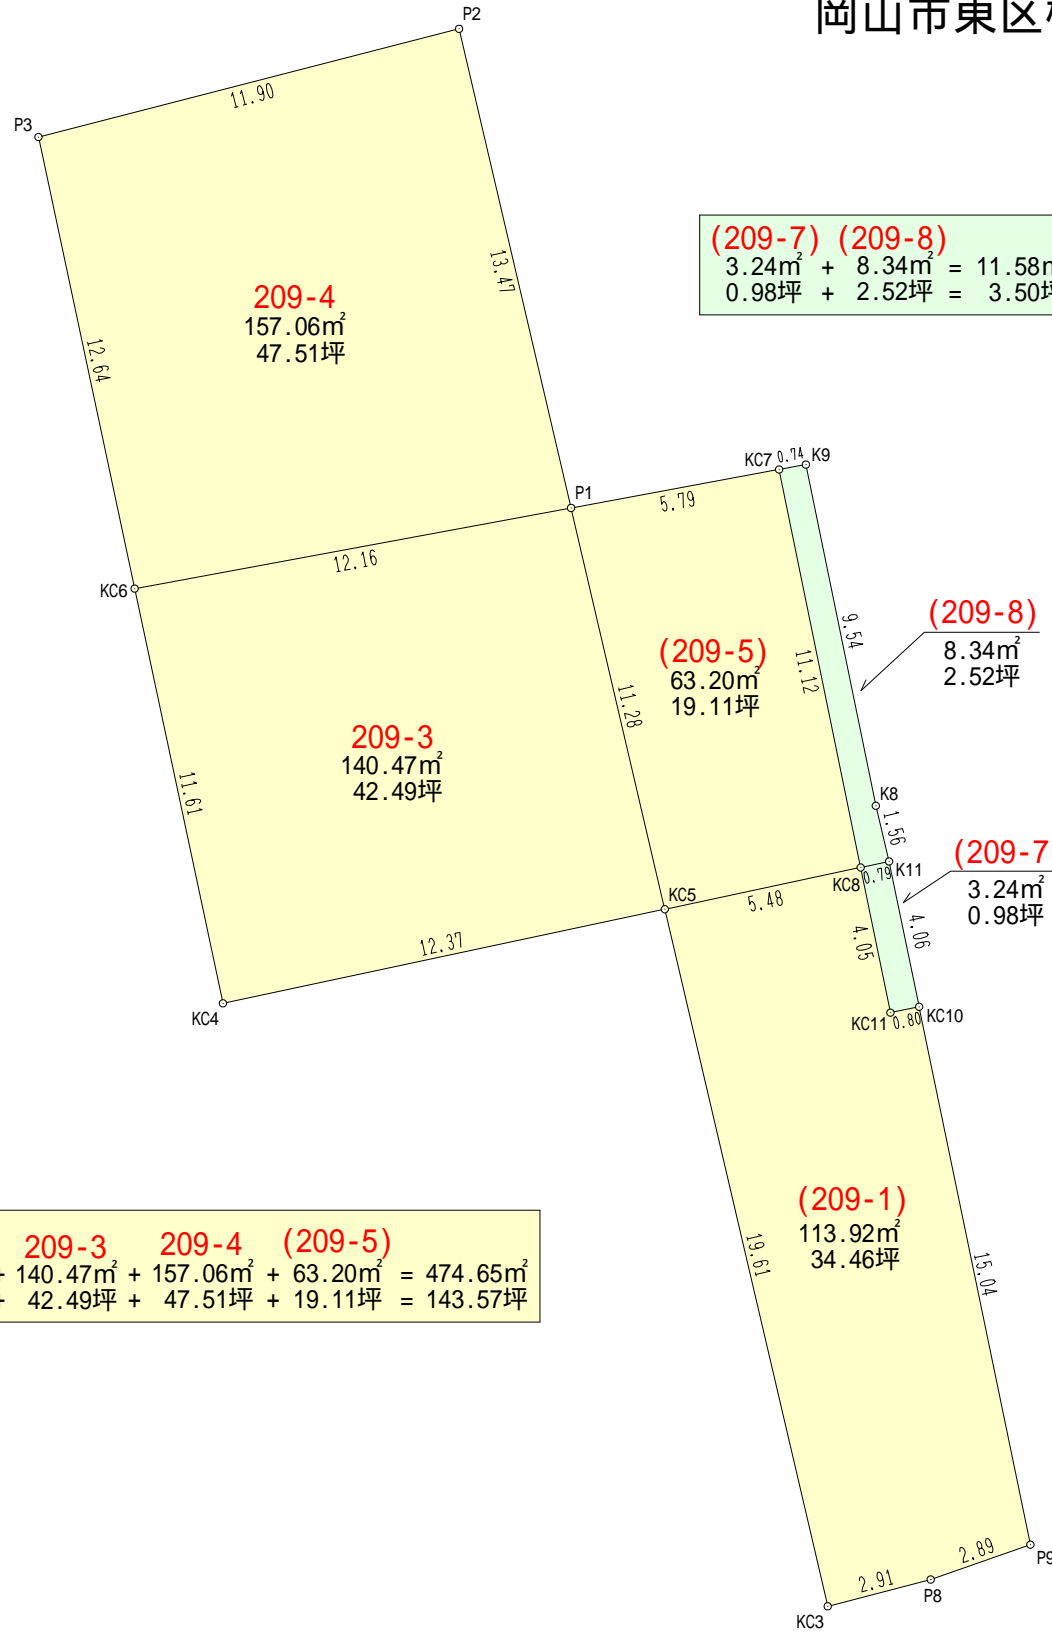 岡山市東区
P2
11.90
P3
13.47
(209-7) (209-8)
3.24㎡ + 8.34㎡ = 11.58
0.98坪 + 2.52坪 = 3.50坪
209-4
157.06㎡
47.51坪
12.64
KC7 0.74 K9
P1
5.79
12.16
KC6
9.54
(209-8)
8.34㎡
2.52坪
(209-5)
63.20㎡
19.11坪
11.12
11.28
209-3
140.47㎡
42.49坪
11.61
K8
1.56
(209-7
3.24㎡
0.98坪
KC8 0.79 K11
KC5
5.48
4.05
4.06
12.37
KC4
KC11 0.80 KC10
(209-1)
113.92㎡
34.46坪
19.61
15.04
209-3 209-4 (209-5)
+ 140.47㎡ + 157.06㎡ + 63.20㎡ = 474.65㎡
+ 42.49坪 + 47.51坪 + 19.11坪 = 143.57坪
2.89
P9
2.91
P8
KC3